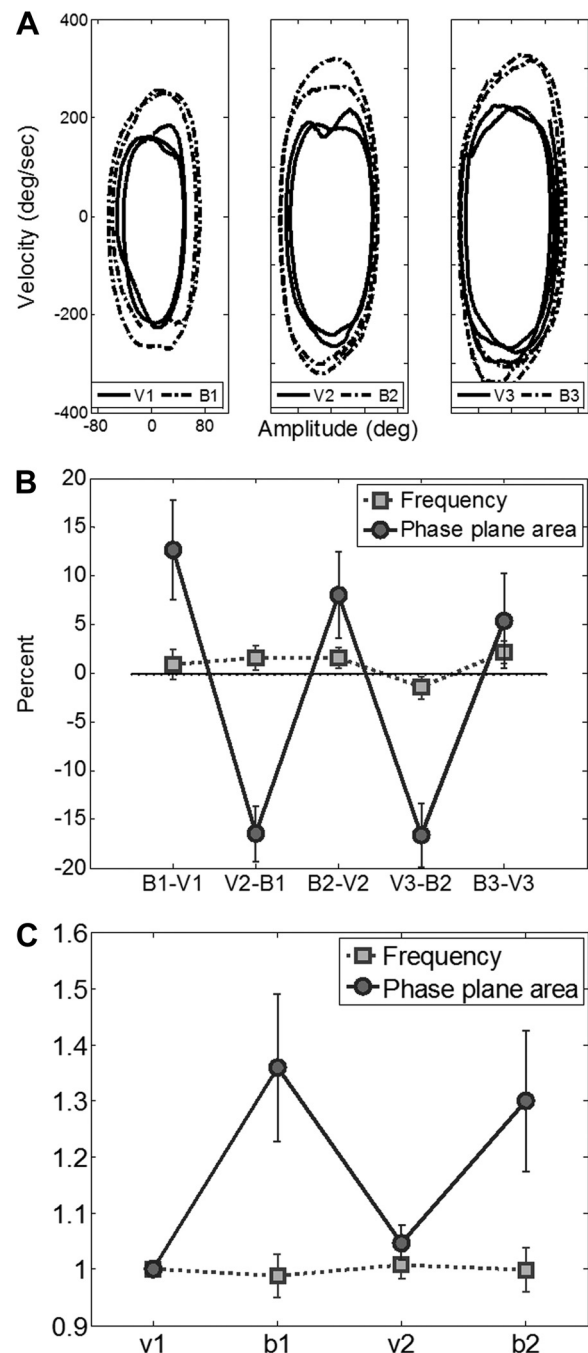 A
400
200
0
-200
-400
Velocity (deg/sec)
V1 B1
V2 B2
V3 B3
-80 0 80
Amplitude (deg)
B
20
15
10
5
0
-5
-10
-15
-20
Percent
Frequency
Phase plane area
B1-V1 V2-B1 B2-V2 V3-B2 B3-V3
C
1.6
1.5
1.4
1.3
1.2
1.1
1
0.9
Frequency
Phase plane area
v1 b1 v2 b2